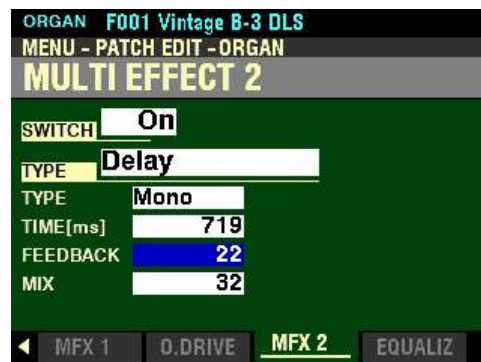 ORGAN F001 Vintage B-3 DLS
MENU - PATCH EDIT - ORGAN
MULTI EFFECT 2
SWITCH On
TYPE Delay
TYPE Mono
TIME[ms] 719
FEEDBACK 22
MIX 32
MFX 1 O.DRIVE MFX 2 EQUALIZ